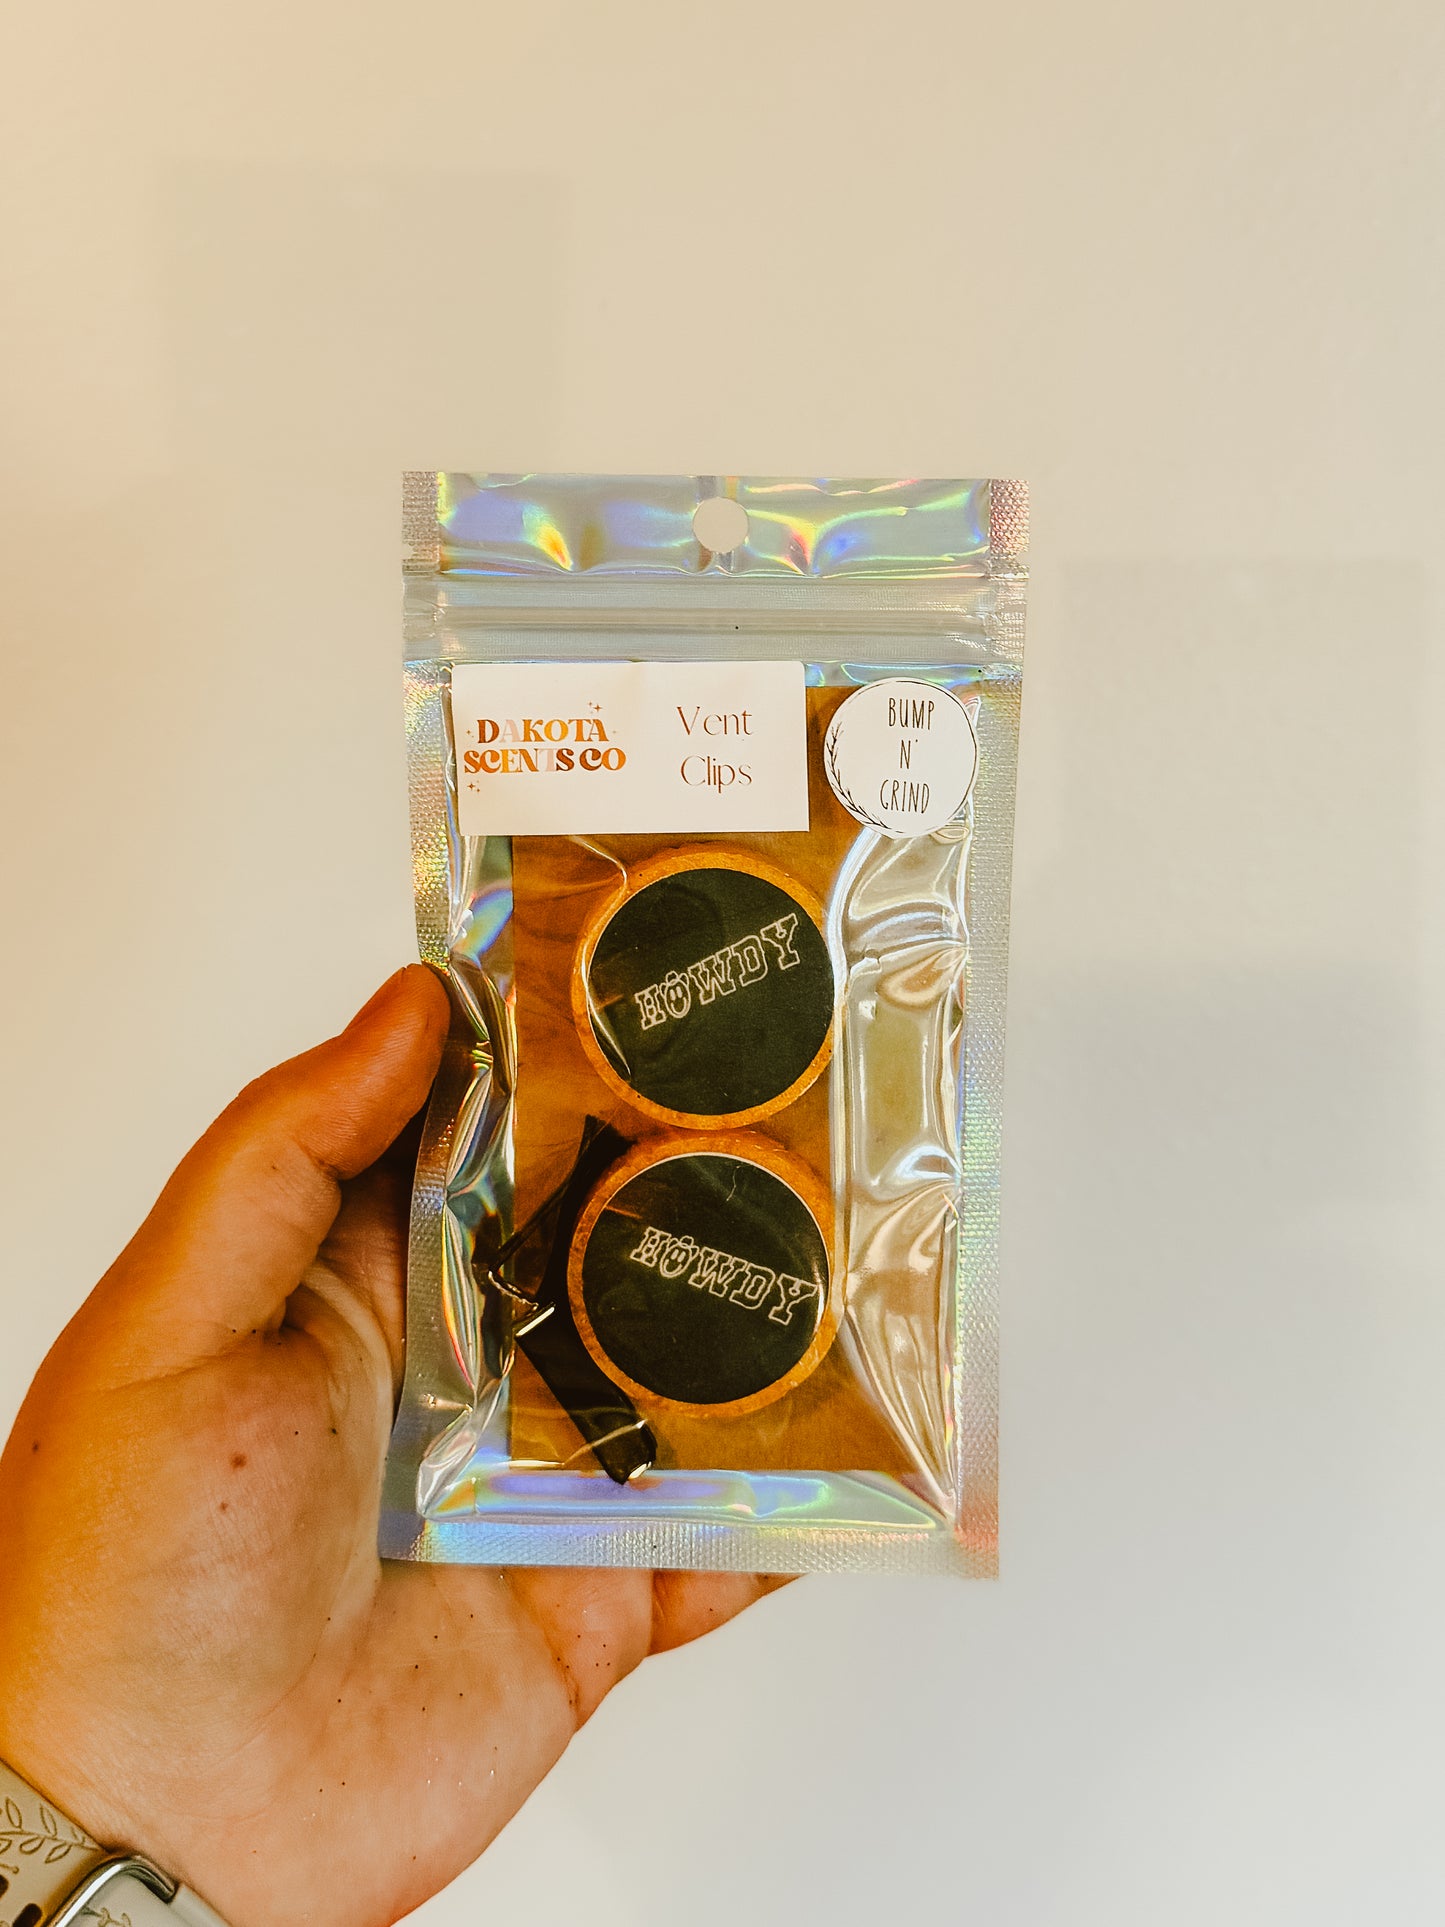 DAKOTA
SCENTS CO
Vent
Clips
BUMP
N'
GRIND
HOWDY
HOWDY